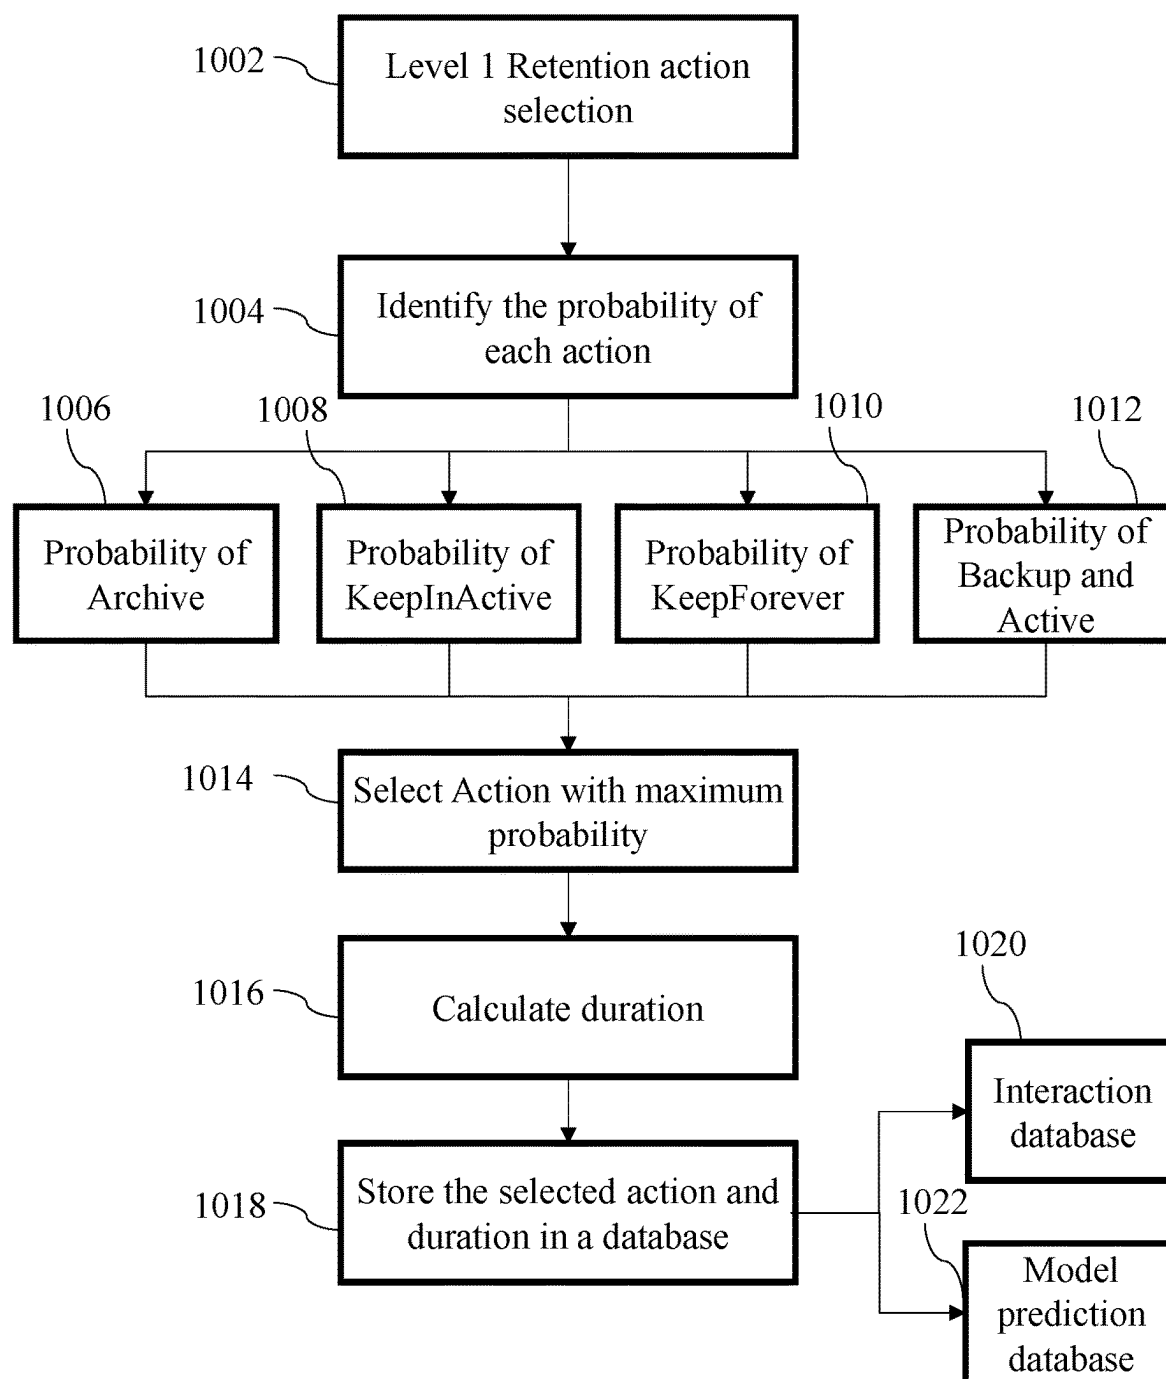 1002
Level 1 Retention action
selection
1004
Identify the probability of
each action
1006
1008
1010
1012
Probability of
Archive
Probability of
KeepInActive
Probability of
KeepForever
Probability of
Backup and
Active
1014
Select Action with maximum
probability
1016
Calculate duration
1020
Interaction
database
1018
Store the selected action and
duration in a database
1022
Model
prediction
database